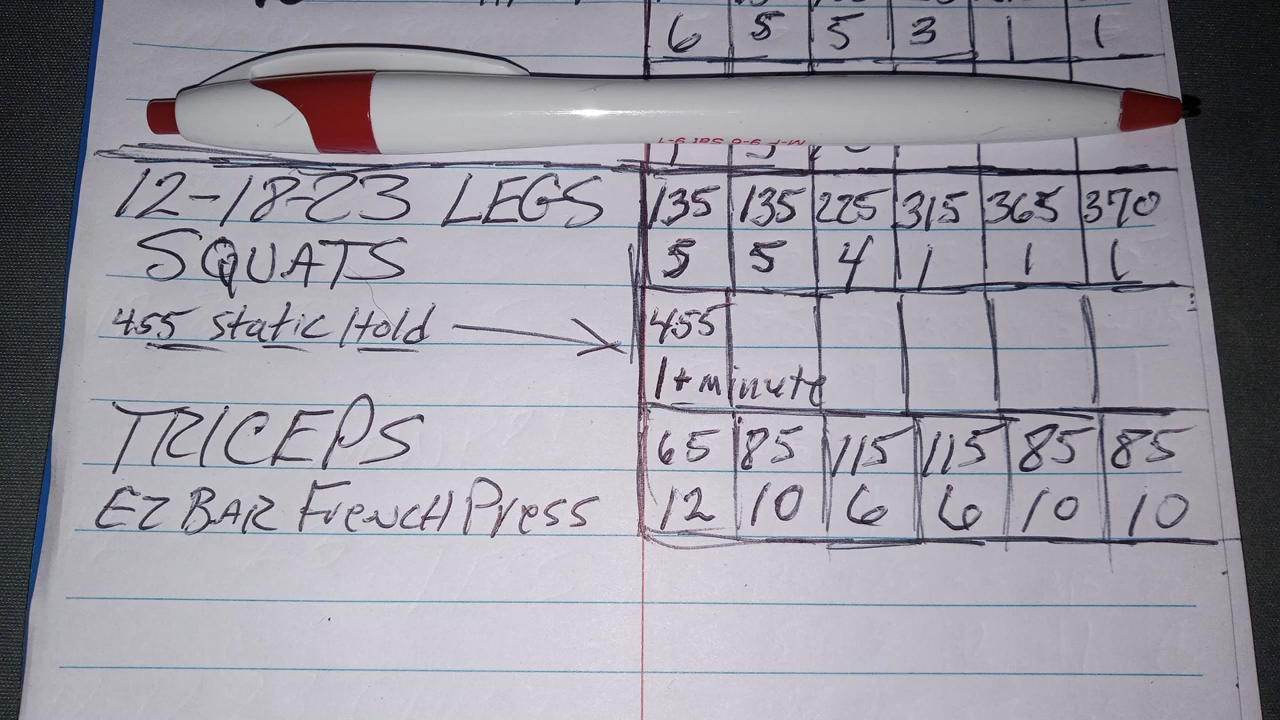 6 5 5 3 1 1
12-18-23 LEGS 135 135 225 315 365 370
SQUATS 5 5 4 1 1 1
455 Static Hold 455
1+ minute
TRICEPS 65 85 115 115 85 85
EZ BAR French Press 12 10 6 6 10 10